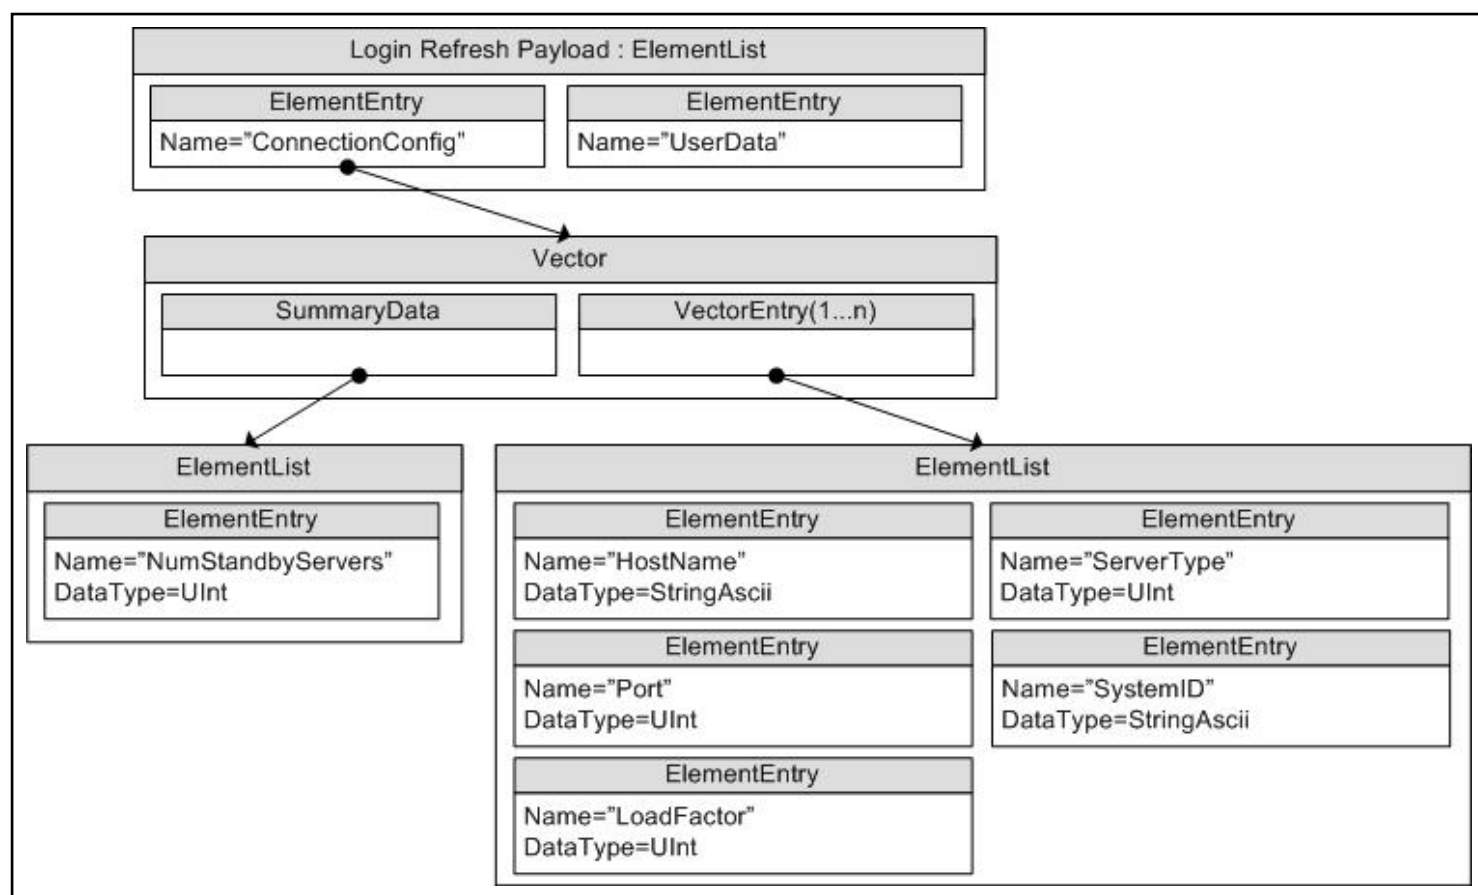 Login Refresh Payload : ElementList
ElementEntry
Name=”ConnectionConfig”
ElementEntry
Name=”UserData”
Vector
SummaryData
VectorEntry(1...n)
ElementList
ElementEntry
Name=”NumStandbyServers”
DataType=UInt
ElementList
ElementEntry
Name=”HostName”
DataType=StringAscii
ElementEntry
Name=”ServerType”
DataType=UInt
ElementEntry
Name=”Port”
DataType=UInt
ElementEntry
Name=”SystemID”
DataType=StringAscii
ElementEntry
Name=”LoadFactor”
DataType=UInt